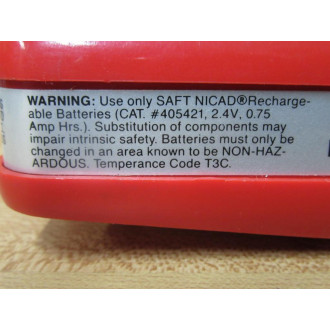 WARNING: Use only SAFT NICAD®Recharge-
able Batteries (CAT. #405421, 2.4V, 0.75
Amp Hrs.). Substitution of components may
impair intrinsic safety. Batteries must only be
changed in an area known to be NON-HAZ-
ARDOUS. Temperance Code T3C.